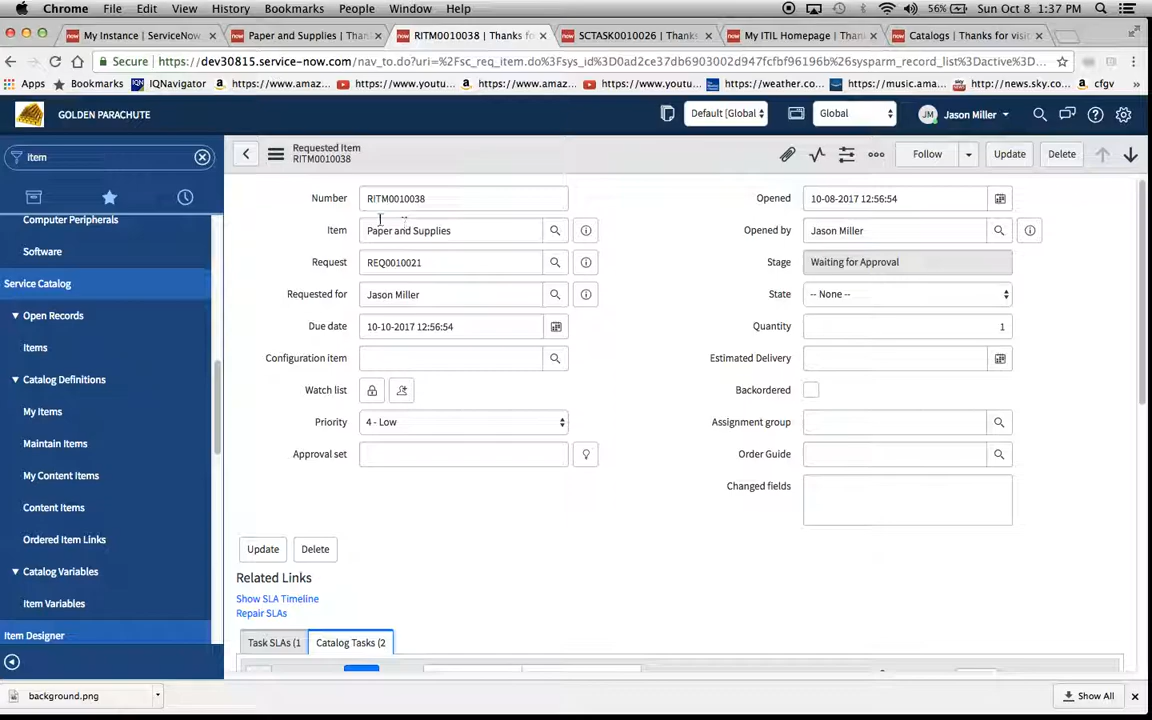 Chrome File Edit View History Bookmarks People Window Help 56% Sun Oct 8 1:37 PM
My Instance | ServiceNow Paper and Supplies | Thank RITM0010038 | Thanks fo SCTASK0010026 | Thanks My ITIL Homepage | Thank Catalogs | Thanks for visit
Secure https://dev30815.service-now.com/nav_to.do?uri=%2Fsc_req_item.do%3Fsys_id%3D0ad2ce37db6903002d947fcfbf96196b%26sysparm_record_list%3Dactive%3D...
Apps Bookmarks IQNavigator https://www.amaz... https://www.youtu... https://www.amaz... https://www.youtu... https://weather.co... https://music.ama... http://news.sky.co... cfgv
GOLDEN PARACHUTE Default [Global Global JM Jason Miller
Item
Requested Item
RITM0010038
Follow Update Delete
Computer Peripherals
Software
Service Catalog
Open Records
Items
Catalog Definitions
My Items
Maintain Items
My Content Items
Content Items
Ordered Item Links
Catalog Variables
Item Variables
Item Designer
Number RITM0010038 Opened 10-08-2017 12:56:54
Item Paper and Supplies Opened by Jason Miller
Request REQ0010021 Stage Waiting for Approval
Requested for Jason Miller State -- None --
Due date 10-10-2017 12:56:54 Quantity 1
Configuration item Estimated Delivery
Watch list Backordered
Priority 4 - Low Assignment group
Approval set Order Guide
Changed fields
Update Delete
Related Links
Show SLA Timeline
Repair SLAs
Task SLAs (1 Catalog Tasks (2
background.png Show All